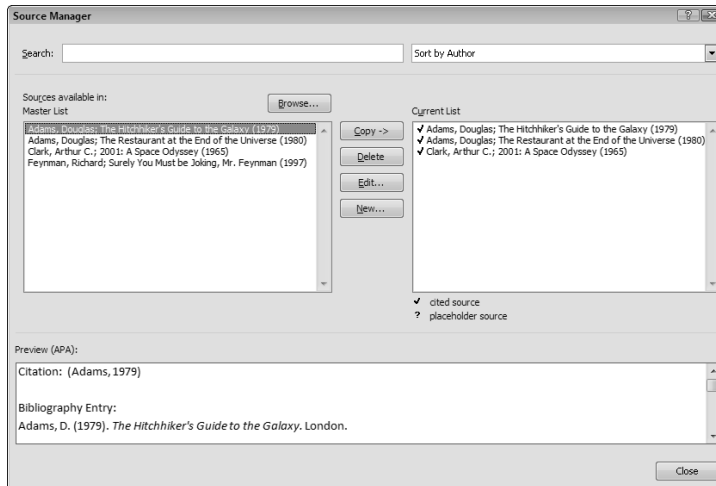 Source Manager
Search:
Sort by Author
Sources available in:
Master List
Browse...
Current List
Adams, Douglas; The Hitchhiker's Guide to the Galaxy (1979)
Adams, Douglas; The Restaurant at the End of the Universe (1980)
Clark, Arthur C.; 2001: A Space Odyssey (1965)
Feynman, Richard; Surely You Must be Joking, Mr. Feynman (1997)
Copy ->
Delete
Edit...
New...
✓ Adams, Douglas; The Hitchhiker's Guide to the Galaxy (1979)
✓ Adams, Douglas; The Restaurant at the End of the Universe (1980)
✓ Clark, Arthur C.; 2001: A Space Odyssey (1965)
✓ cited source
? placeholder source
Preview (APA):
Citation: (Adams, 1979)
Bibliography Entry:
Adams, D. (1979). The Hitchhiker's Guide to the Galaxy. London.
Close